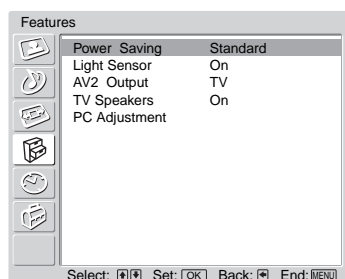 Features
Power Saving Standard
Light Sensor On
AV2 Output TV
TV Speakers On
PC Adjustment
Select: Set: OK Back: End: MENU